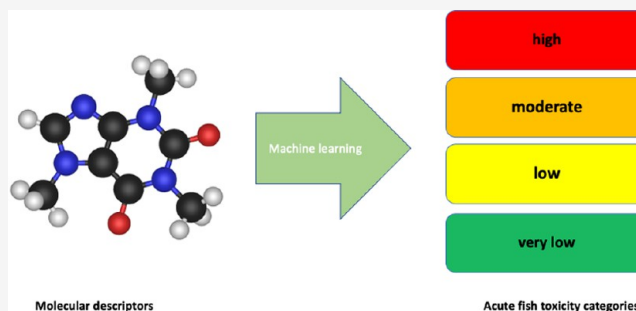 high
moderate
Machine learning
low
very low
Molecular descriptors
Acute fish toxicity categories